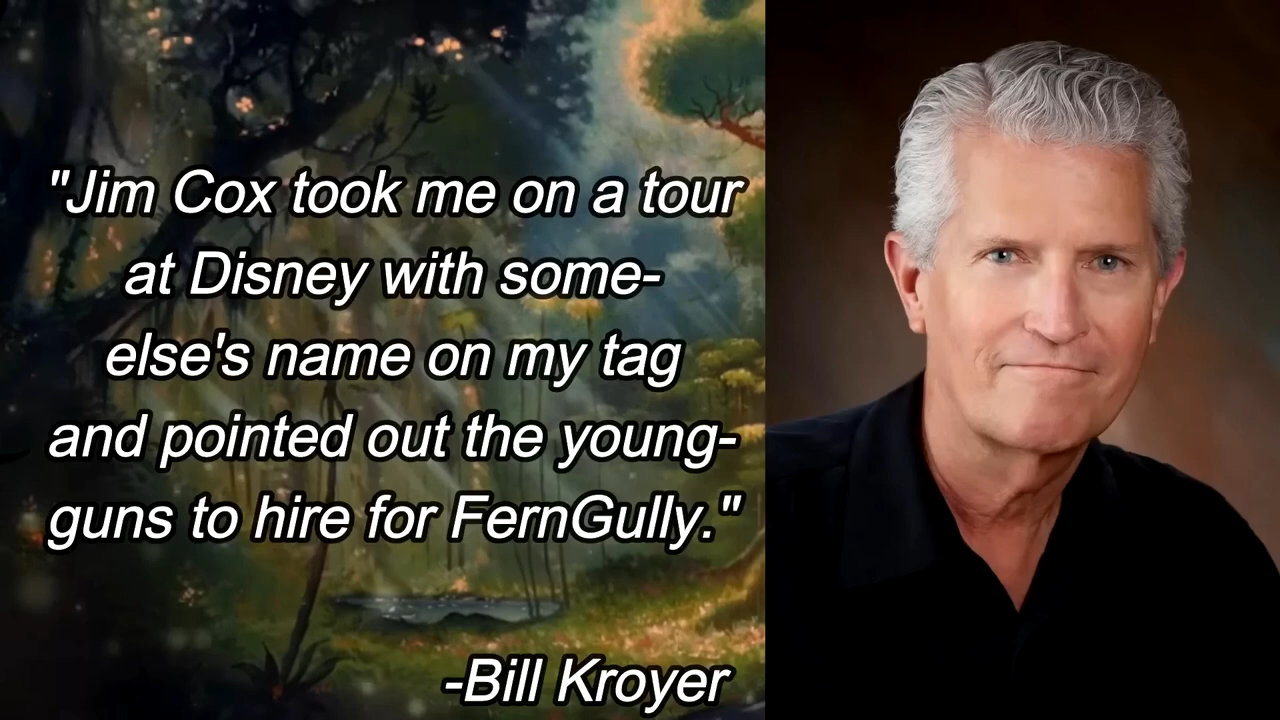 "Jim Cox took me on a tour
at Disney with some-
else's name on my tag
and pointed out the young-
guns to hire for FernGully."
-Bill Kroyer